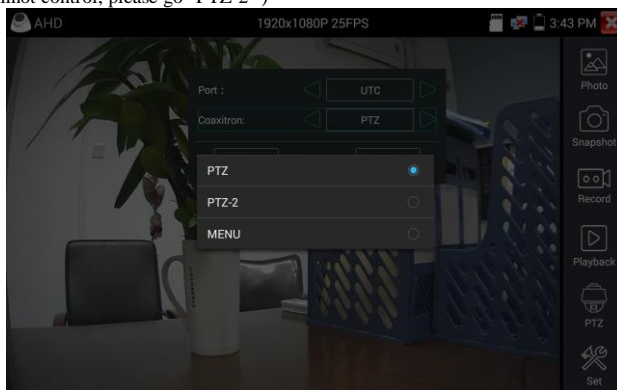 nnot control, please go "PTZ-2" )
AHD 1920x1080P 25FPS 3:43 PM
Photo
Port : UTC
Coaxitron: PTZ
Snapshot
PTZ
PTZ-2
Record
MENU
Playback
PTZ
Set